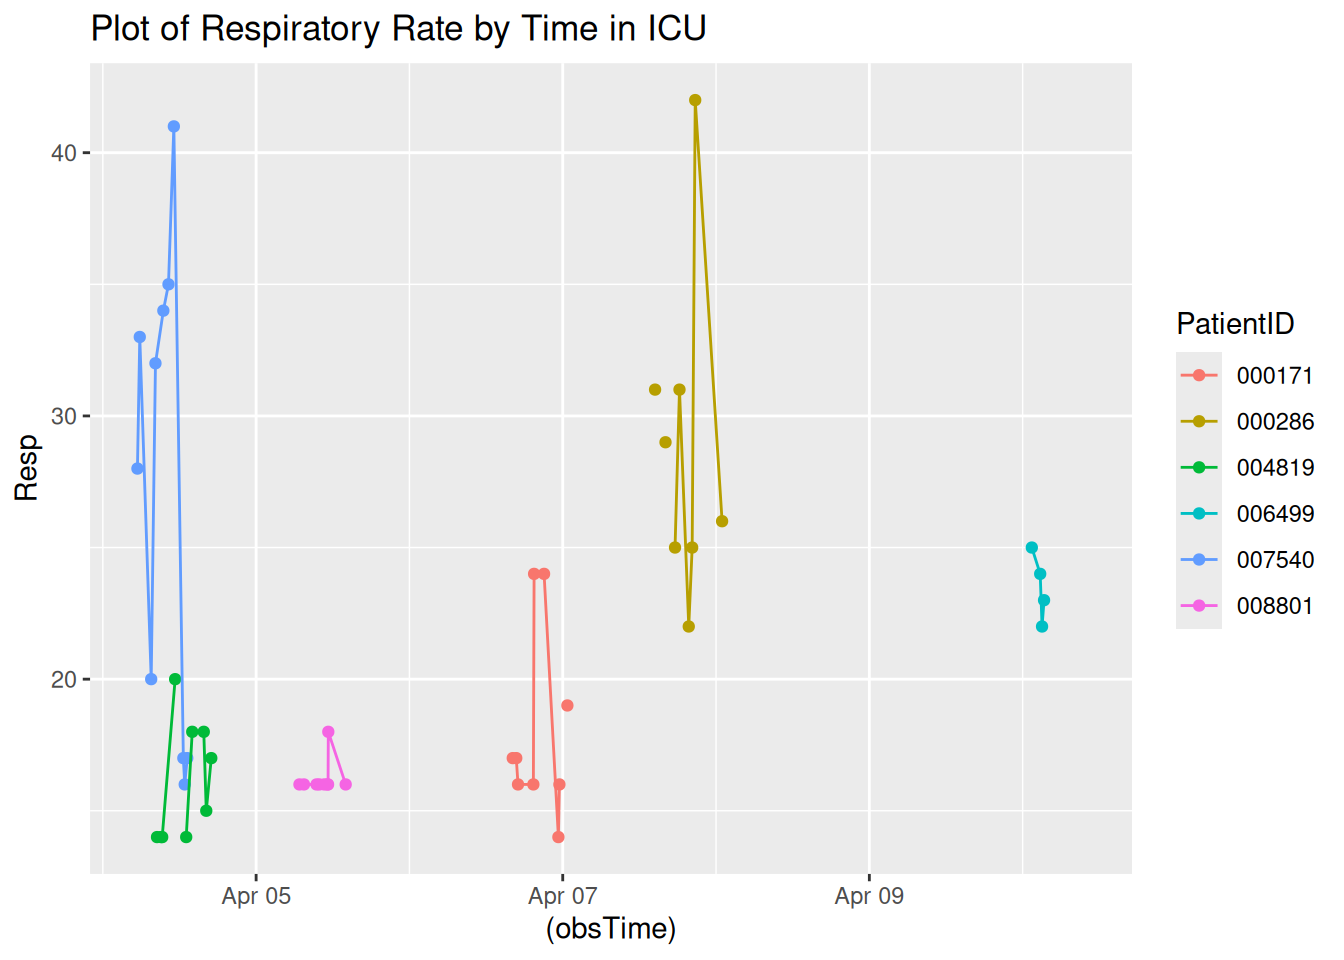 Plot of Respiratory Rate by Time in ICU
Resp
40
30
20
Apr 05
Apr 07
Apr 09
(obsTime)
PatientID
000171
000286
004819
006499
007540
008801